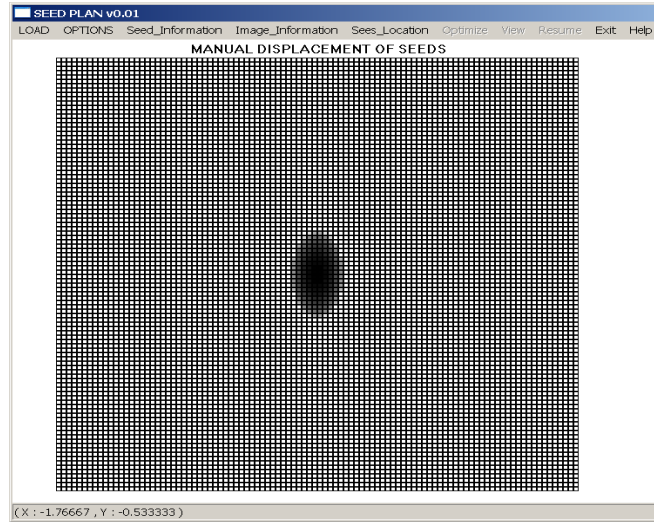 SEED PLAN v0.01
LOAD OPTIONS Seed_Information Image_Information Sees_Location Optimize View Resume Exit Help
MANUAL DISPLACEMENT OF SEEDS
(X : -1.76667 , Y : -0.533333 )